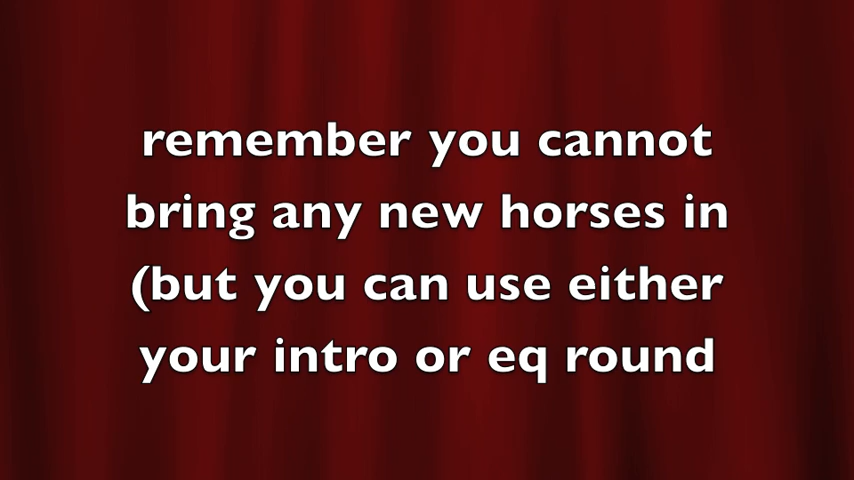 remember you cannot
bring any new horses in
(but you can use either
your intro or eq round